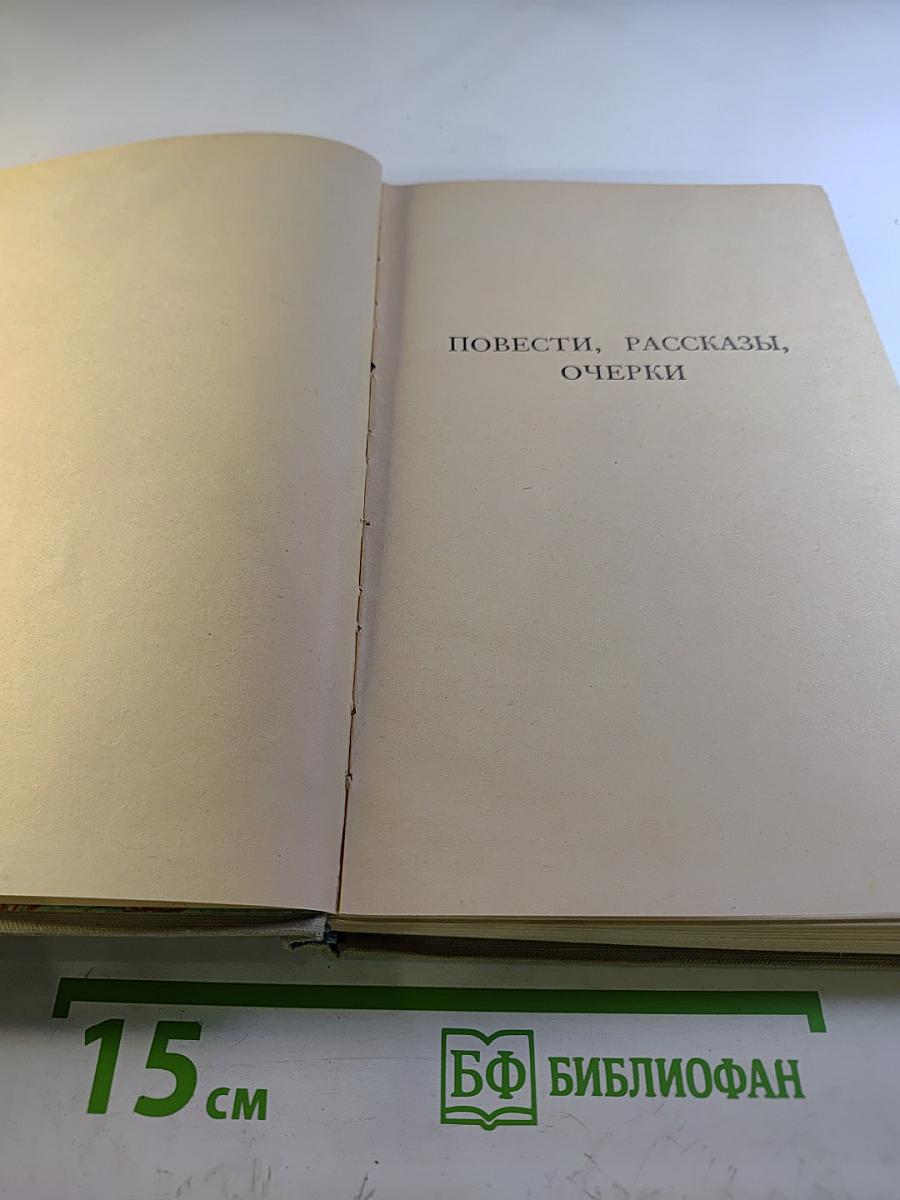 ПОВЕСТИ, РАССКАЗЫ,
ОЧЕРКИ
15 см
БФ БИБЛИОФАН